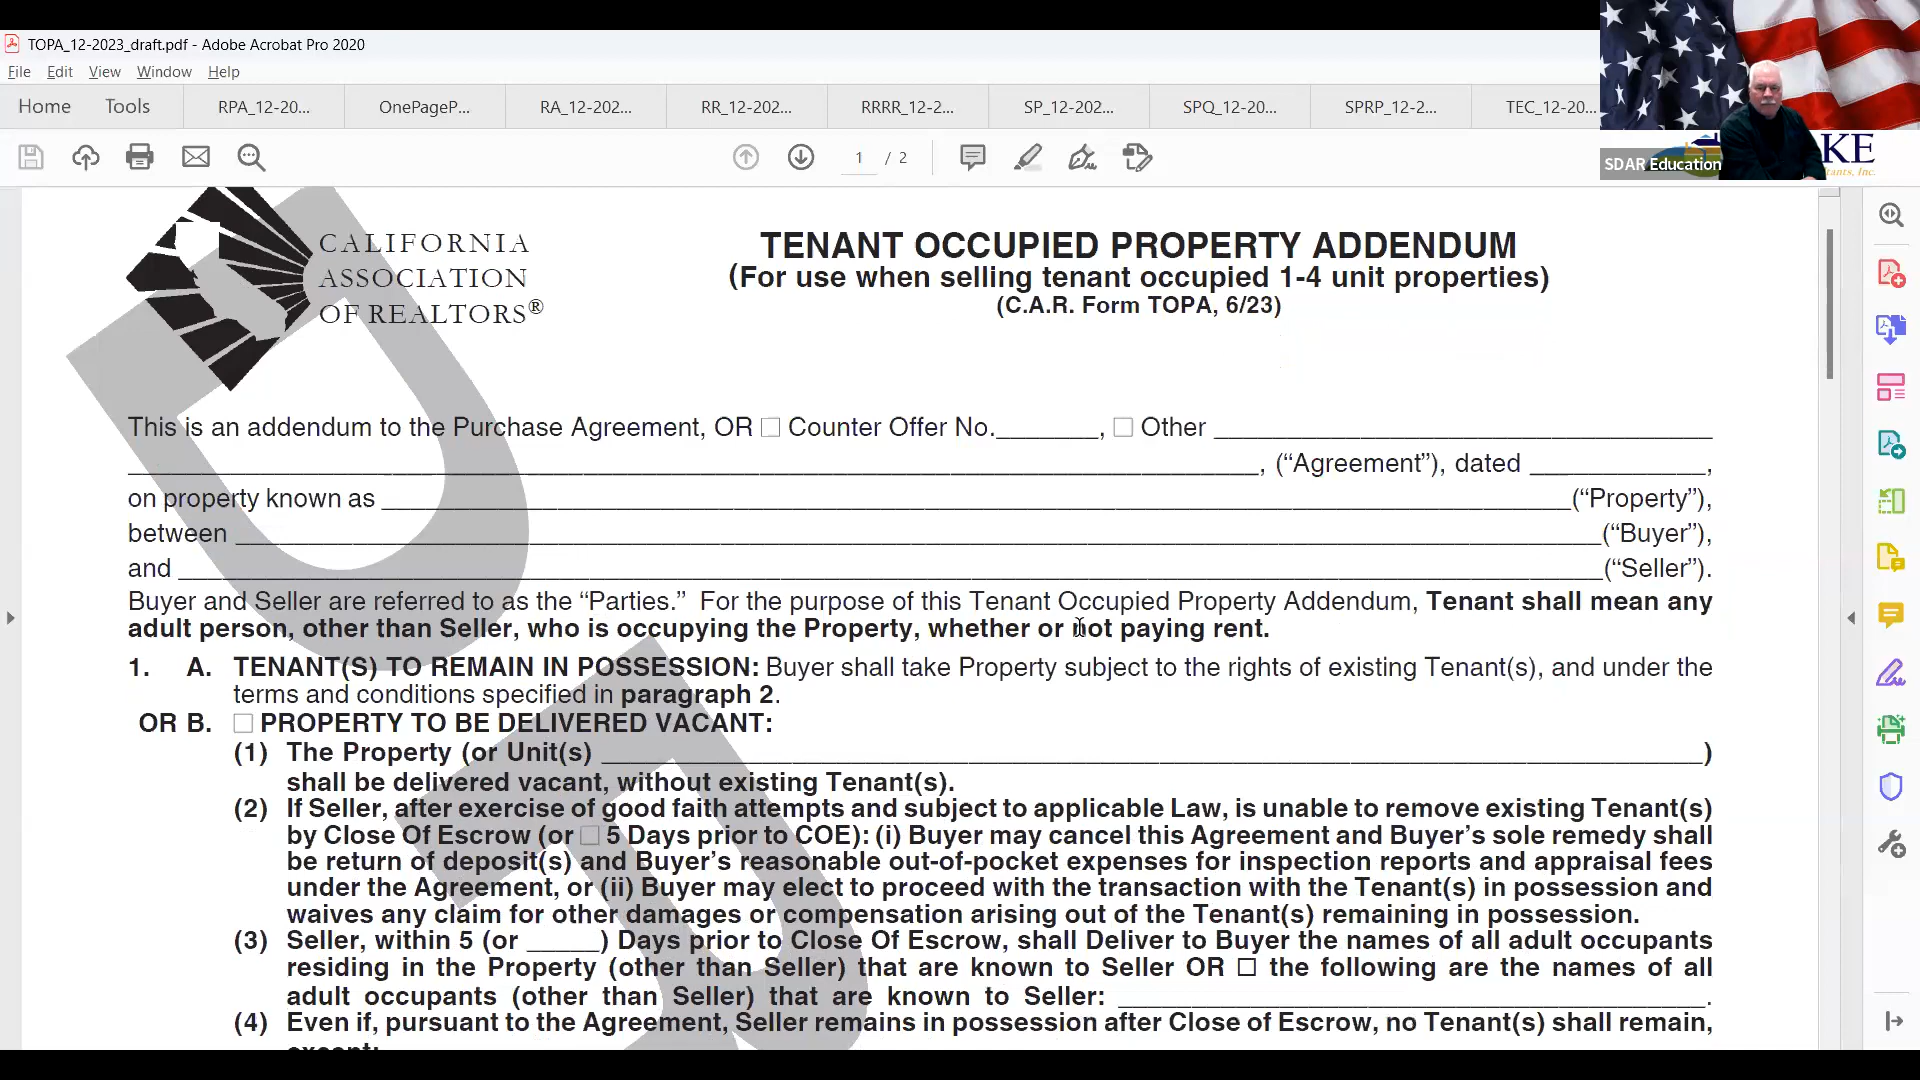 TOPA_12-2023_draft.pdf - Adobe Acrobat Pro 2020
File Edit View Window Help
Home Tools RPA_12-20... OnePageP... RA_12-202... RR_12-202... RRRR_12-2... SP_12-202... SPQ_12-20... SPRP_12-2... TEC_12-20...
1 / 2
SDAR Education
KE
tants, Inc.
CALIFORNIA
ASSOCIATION
OF REALTORS®
TENANT OCCUPIED PROPERTY ADDENDUM
(For use when selling tenant occupied 1-4 unit properties)
(C.A.R. Form TOPA, 6/23)
This is an addendum to the Purchase Agreement, OR ☐ Counter Offer No._______, ☐ Other ___________________________________
______________________________________________________________________________, (“Agreement”), dated ____________,
on property known as ___________________________________________________________________________________(“Property”),
between _______________________________________________________________________________________________(“Buyer”),
and ___________________________________________________________________________________________________(“Seller”).
Buyer and Seller are referred to as the “Parties.” For the purpose of this Tenant Occupied Property Addendum, Tenant shall mean any
adult person, other than Seller, who is occupying the Property, whether or not paying rent.
1. A. TENANT(S) TO REMAIN IN POSSESSION: Buyer shall take Property subject to the rights of existing Tenant(s), and under the
terms and conditions specified in paragraph 2.
OR B. ☐ PROPERTY TO BE DELIVERED VACANT:
(1) The Property (or Unit(s) _____________________________________________________________________________)
shall be delivered vacant, without existing Tenant(s).
(2) If Seller, after exercise of good faith attempts and subject to applicable Law, is unable to remove existing Tenant(s)
by Close Of Escrow (or ☐ 5 Days prior to COE): (i) Buyer may cancel this Agreement and Buyer’s sole remedy shall
be return of deposit(s) and Buyer’s reasonable out-of-pocket expenses for inspection reports and appraisal fees
under the Agreement, or (ii) Buyer may elect to proceed with the transaction with the Tenant(s) in possession and
waives any claim for other damages or compensation arising out of the Tenant(s) remaining in possession.
(3) Seller, within 5 (or _____) Days prior to Close Of Escrow, shall Deliver to Buyer the names of all adult occupants
residing in the Property (other than Seller) that are known to Seller OR ☐ the following are the names of all
adult occupants (other than Seller) that are known to Seller: _________________________________________.
(4) Even if, pursuant to the Agreement, Seller remains in possession after Close of Escrow, no Tenant(s) shall remain,
except: